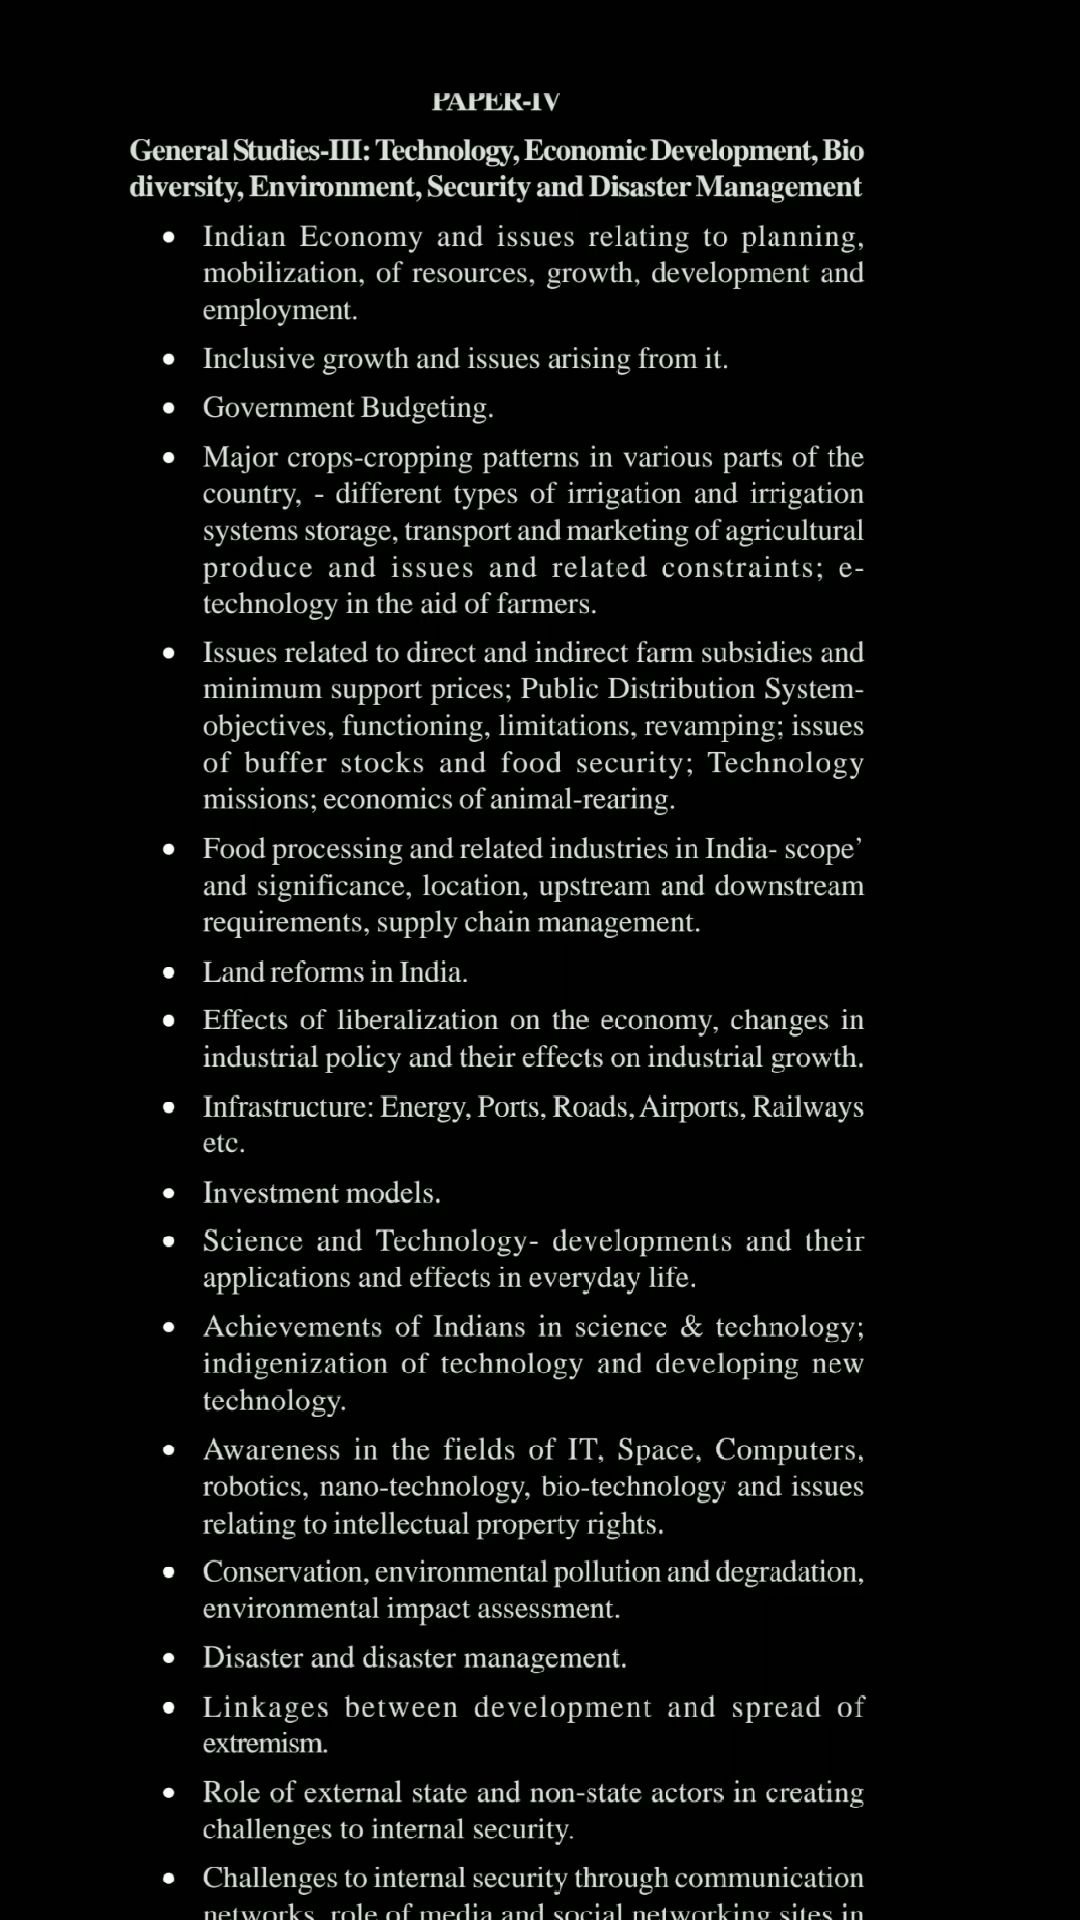 PAPER-IV
General Studies-III: Technology, Economic Development, Bio
diversity, Environment, Security and Disaster Management
• Indian Economy and issues relating to planning,
mobilization, of resources, growth, development and
employment.
• Inclusive growth and issues arising from it.
• Government Budgeting.
• Major crops-cropping patterns in various parts of the
country, - different types of irrigation and irrigation
systems storage, transport and marketing of agricultural
produce and issues and related constraints; e-
technology in the aid of farmers.
• Issues related to direct and indirect farm subsidies and
minimum support prices; Public Distribution System-
objectives, functioning, limitations, revamping; issues
of buffer stocks and food security; Technology
missions; economics of animal-rearing.
• Food processing and related industries in India- scope’
and significance, location, upstream and downstream
requirements, supply chain management.
• Land reforms in India.
• Effects of liberalization on the economy, changes in
industrial policy and their effects on industrial growth.
• Infrastructure: Energy, Ports, Roads, Airports, Railways
etc.
• Investment models.
• Science and Technology- developments and their
applications and effects in everyday life.
• Achievements of Indians in science & technology;
indigenization of technology and developing new
technology.
• Awareness in the fields of IT, Space, Computers,
robotics, nano-technology, bio-technology and issues
relating to intellectual property rights.
• Conservation, environmental pollution and degradation,
environmental impact assessment.
• Disaster and disaster management.
• Linkages between development and spread of
extremism.
• Role of external state and non-state actors in creating
challenges to internal security.
• Challenges to internal security through communication
networks, role of media and social networking sites in